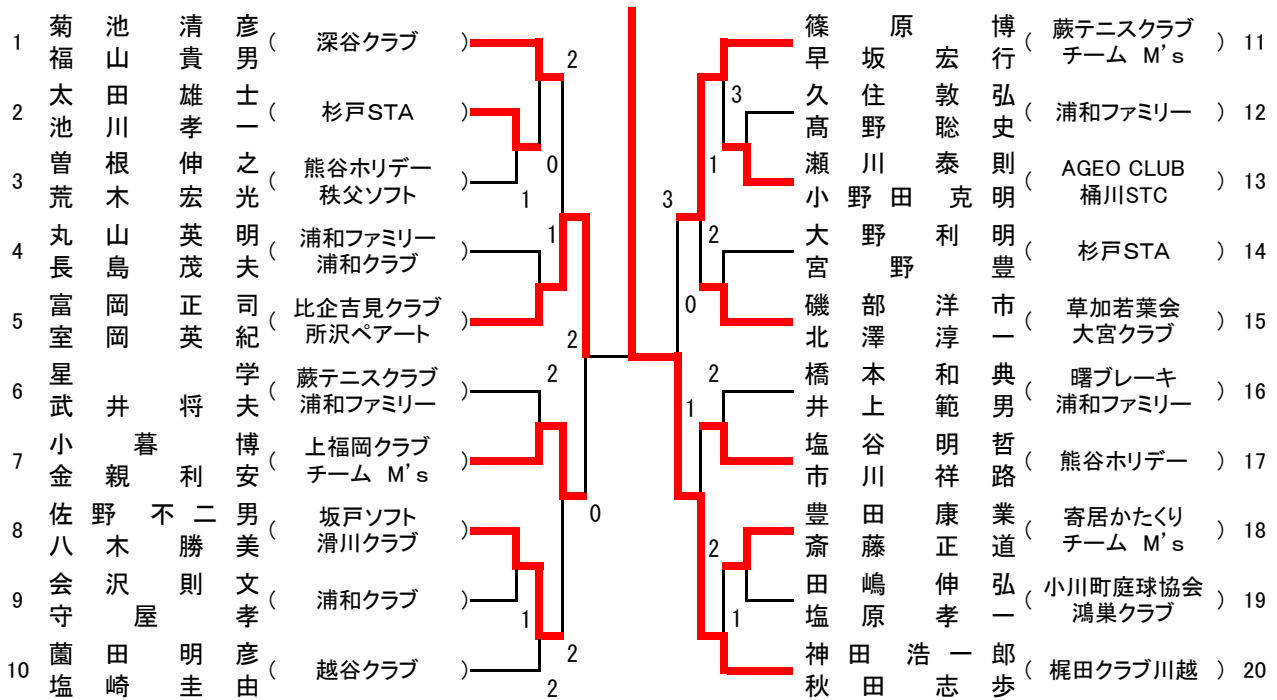 1 菊池清彦 福山貴男 ( 深谷クラブ )
2 太田雄士 池川孝一 ( 杉戸STA )
3 曽根伸之 荒木宏光 ( 熊谷ホリデー 秩父ソフト )
4 丸山英明 長島茂夫 ( 浦和ファミリー 浦和クラブ )
5 富岡正司 室岡英紀 ( 比企吉見クラブ 所沢ペアート )
6 星学 武井将夫 ( 蕨テニスクラブ 浦和ファミリー )
7 小暮博 金親利安 ( 上福岡クラブ チーム M's )
8 佐野不二男 八木勝美 ( 坂戸ソフト 滑川クラブ )
9 会沢則文 守屋孝 ( 浦和クラブ )
10 薗田明彦 塩崎圭由 ( 越谷クラブ )
2
0
1
1
2
2
0
1
2
2
3
3
1
2
0
2
1
2
1
篠原博 早坂宏行 ( 蕨テニスクラブ チーム M's ) 11
久住敦弘 髙野聡史 ( 浦和ファミリー ) 12
瀬川泰則 小野田克明 ( AGEO CLUB 桶川STC ) 13
大野利明 宮野豊 ( 杉戸STA ) 14
磯部洋市 北澤淳一 ( 草加若葉会 大宮クラブ ) 15
橋本和典 井上範男 ( 曙ブレーキ 浦和ファミリー ) 16
塩谷明哲 市川祥路 ( 熊谷ホリデー ) 17
豊田康業 斎藤正道 ( 寄居かたくり チーム M's ) 18
田嶋伸弘 塩原孝一 ( 小川町庭球協会 鴻巣クラブ ) 19
神田浩一郎 秋田志歩 ( 梶田クラブ川越 ) 20